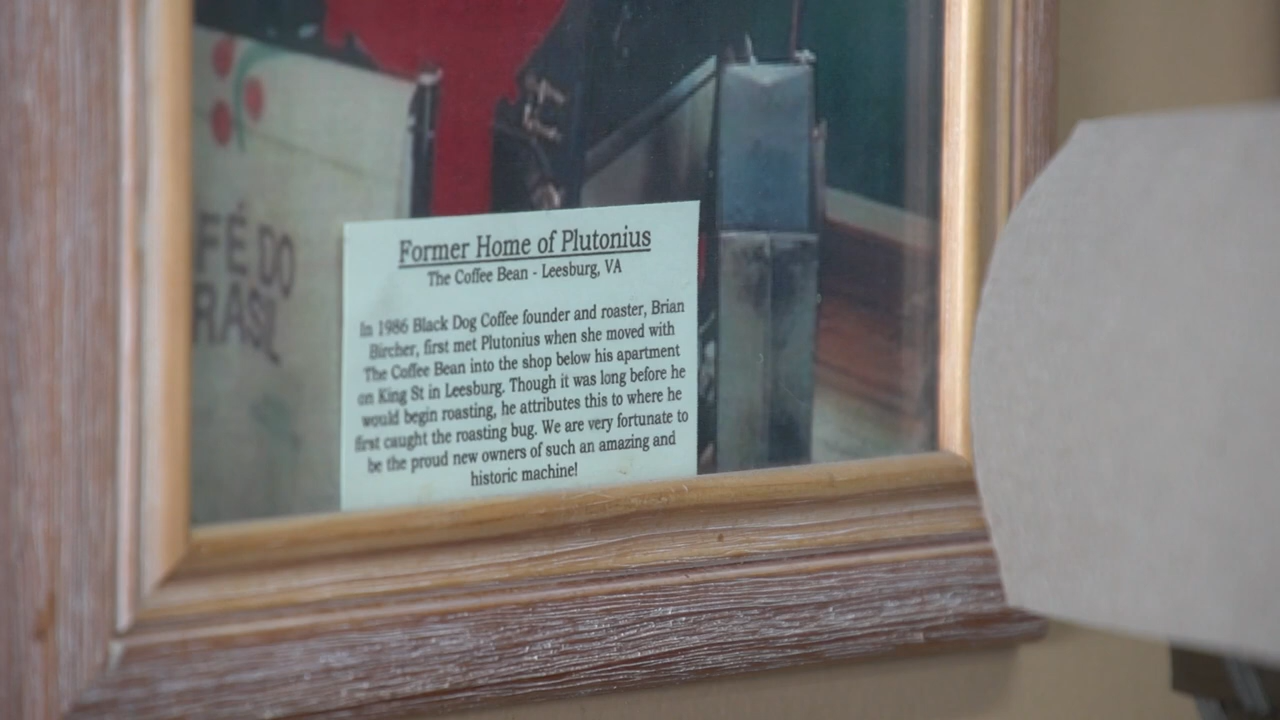 FÉ DO
RASIL
Former Home of Plutonius
The Coffee Bean - Leesburg, VA
In 1986 Black Dog Coffee founder and roaster, Brian
Bircher, first met Plutonius when she moved with
The Coffee Bean into the shop below his apartment
on King St in Leesburg. Though it was long before he
would begin roasting, he attributes this to where he
first caught the roasting bug. We are very fortunate to
be the proud new owners of such an amazing and
historic machine!